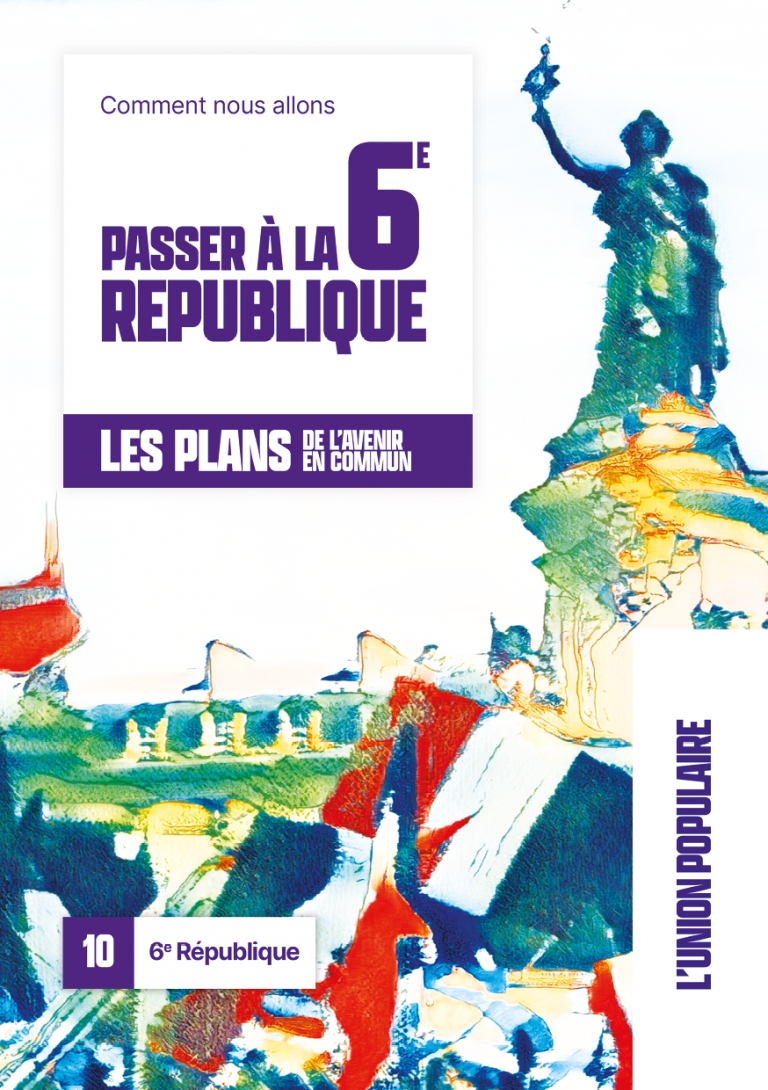 Comment nous allons
PASSER À LA 6E
REPUBLIQUE
LES PLANS DE L'AVENIR
EN COMMUN
L'UNION POPULAIRE
10 6e République